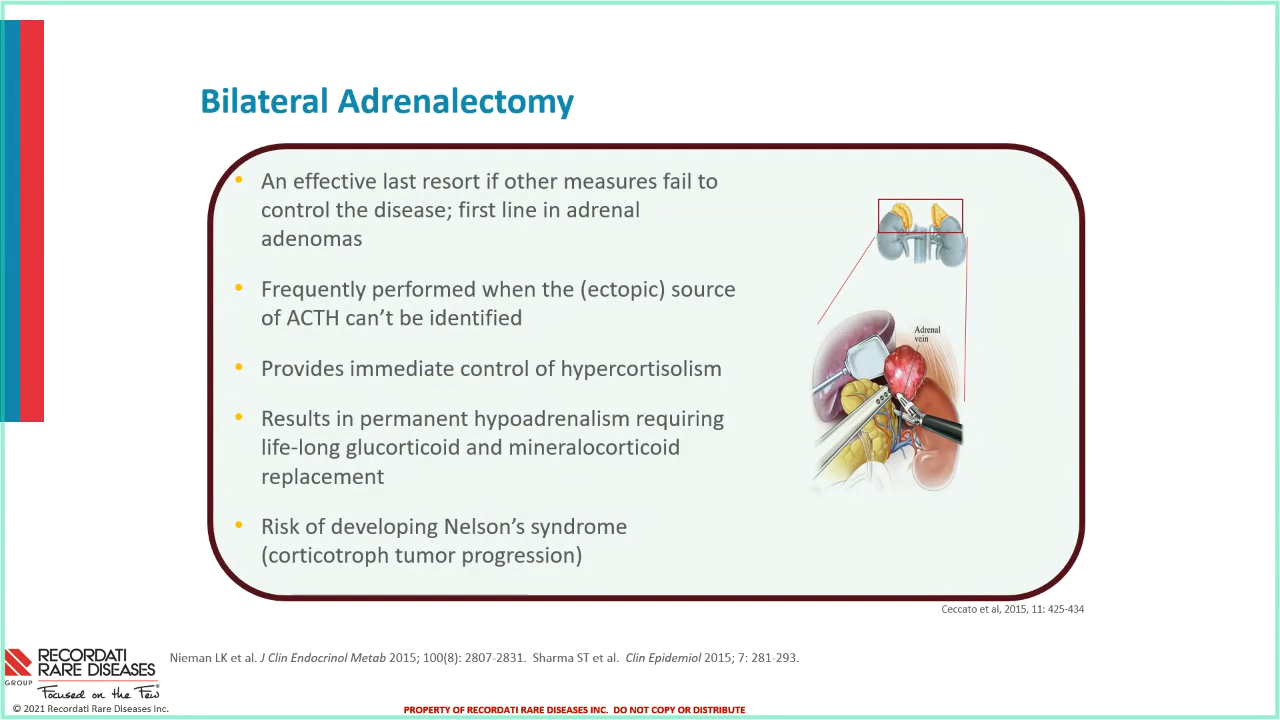 Bilateral Adrenalectomy
• An effective last resort if other measures fail to
control the disease; first line in adrenal
adenomas
• Frequently performed when the (ectopic) source
of ACTH can’t be identified
• Provides immediate control of hypercortisolism
• Results in permanent hypoadrenalism requiring
life-long glucorticoid and mineralocorticoid
replacement
• Risk of developing Nelson’s syndrome
(corticotroph tumor progression)
Adrenal
vein
Ceccato et al, 2015, 11: 425-434
Nieman LK et al. J Clin Endocrinol Metab 2015; 100(8): 2807-2831. Sharma ST et al. Clin Epidemiol 2015; 7: 281-293.
RECORDATI
RARE DISEASES
GROUP
Focused on the Few®
© 2021 Recordati Rare Diseases Inc.
PROPERTY OF RECORDATI RARE DISEASES INC. DO NOT COPY OR DISTRIBUTE